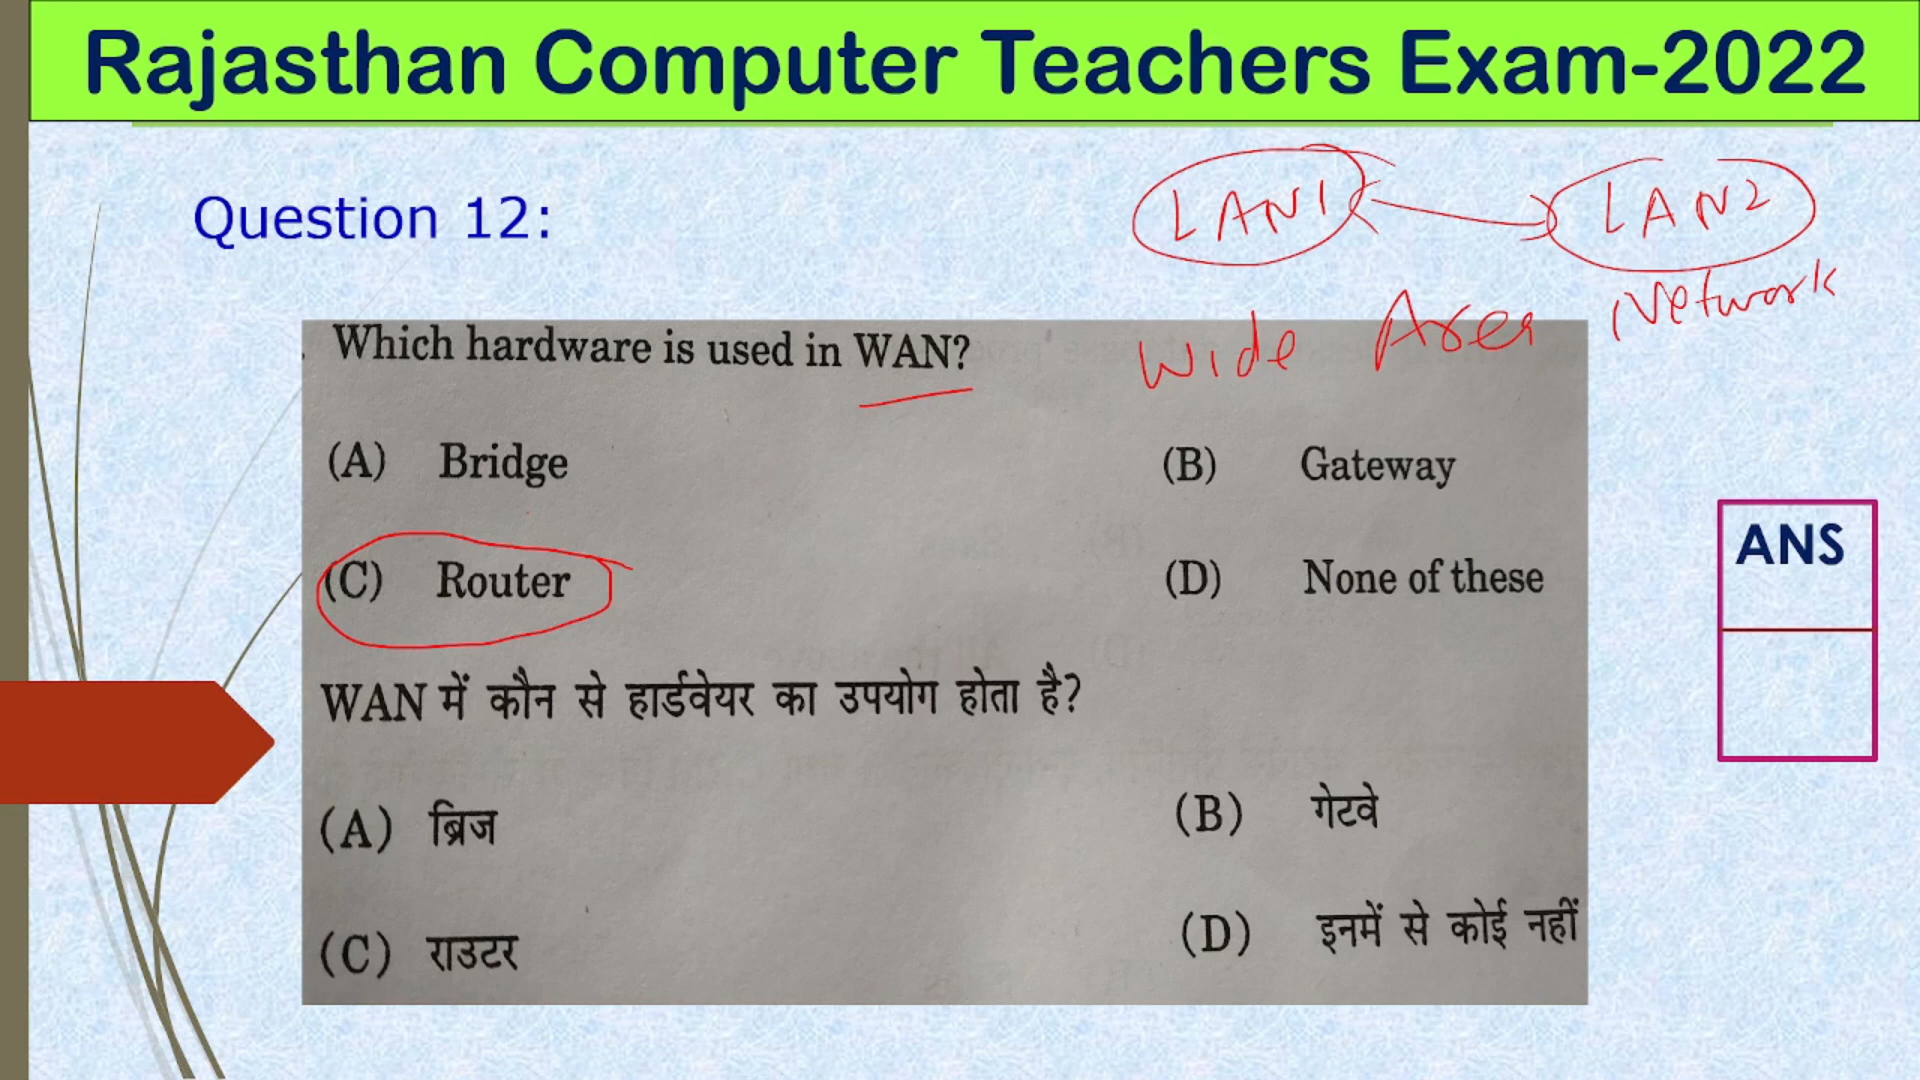 Rajasthan Computer Teachers Exam-2022
Question 12:
LAN1 LAN2
Wide Area Network
Which hardware is used in WAN?
(A) Bridge (B) Gateway
(C) Router (D) None of these
ANS
WAN में कौन से हार्डवेयर का उपयोग होता है?
(A) ब्रिज (B) गेटवे
(C) राउटर (D) इनमें से कोई नहीं